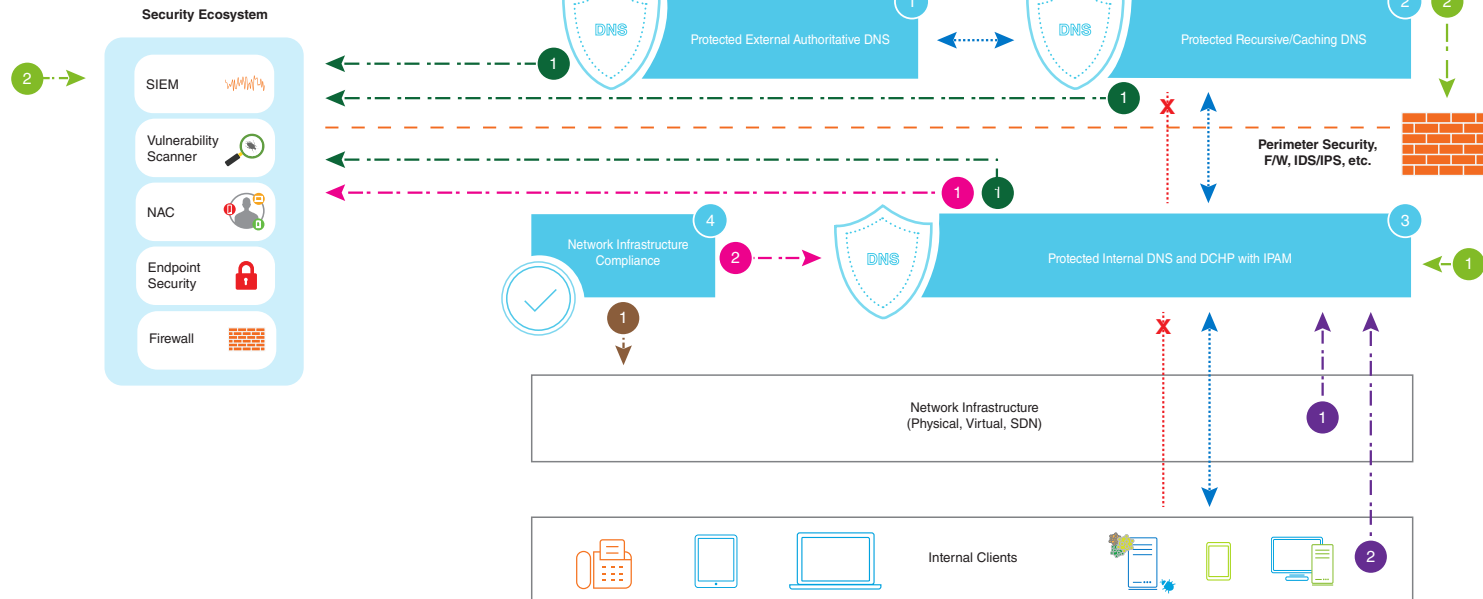 Security Ecosystem
DNS
1
Protected External Authoritative DNS
DNS
2
Protected Recursive/Caching DNS
2
2
SIEM
1
1
Vulnerability
Scanner
X
Perimeter Security,
F/W, IDS/IPS, etc.
NAC
1
1
Endpoint
Security
Network Infrastructure
Compliance
4
2
DNS
3
Protected Internal DNS and DCHP with IPAM
1
Firewall
1
X
Network Infrastructure
(Physical, Virtual, SDN)
1
Internal Clients
2